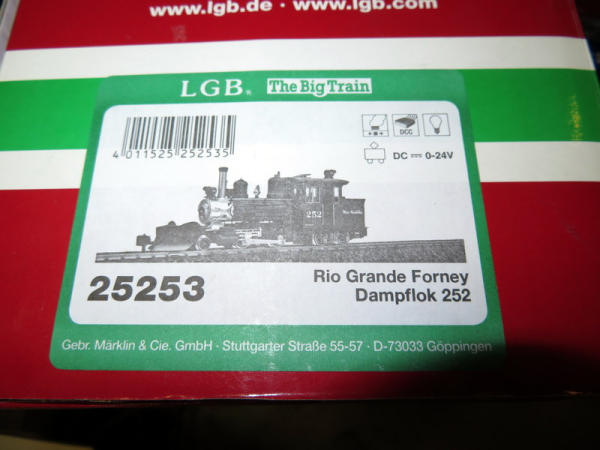 www.lgb.de · www.lgb.com
LGB® The Big Train
4 011525 252535
DCC
DC 0-24V
252
25253
Rio Grande Forney
Dampflok 252
Gebr. Märklin & Cie. GmbH · Stuttgarter Straße 55-57 · D-73033 Göppingen